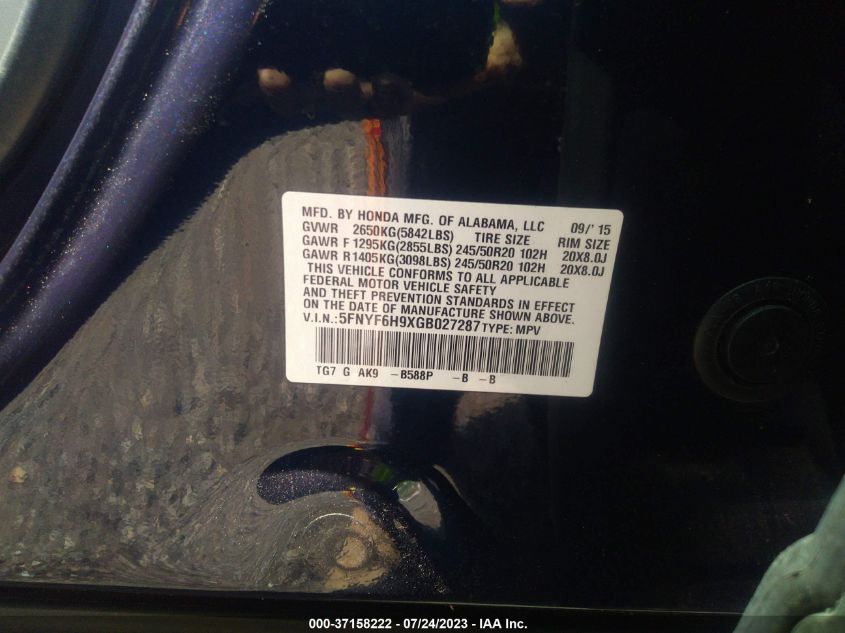 MFD. BY HONDA MFG. OF ALABAMA, LLC 09/'15
GVWR 2650KG(5842LBS) TIRE SIZE RIM SIZE
GAWR F 1295KG(2855LBS) 245/50R20 102H 20X8.0J
GAWR R1405KG(3098LBS) 245/50R20 102H 20X8.0J
THIS VEHICLE CONFORMS TO ALL APPLICABLE
FEDERAL MOTOR VEHICLE SAFETY
AND THEFT PREVENTION STANDARDS IN EFFECT
ON THE DATE OF MANUFACTURE SHOWN ABOVE.
V.I.N.:5FNYF6H9XGB027287 TYPE: MPV
TG7 G AK9 -B588P -B -B
000-37158222 - 07/24/2023 - IAA Inc.